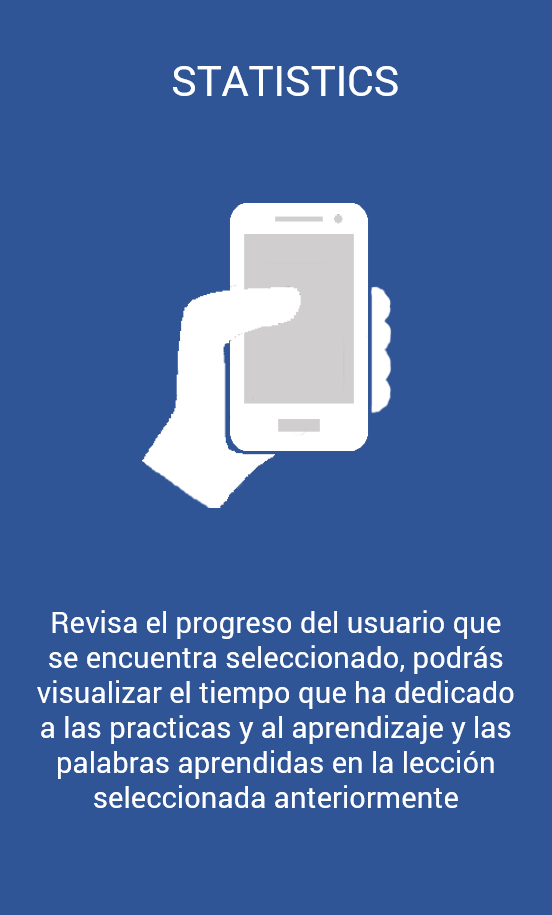 STATISTICS
Revisa el progreso del usuario que
se encuentra seleccionado, podrás
visualizar el tiempo que ha dedicado
a las practicas y al aprendizaje y las
palabras aprendidas en la lección
seleccionada anteriormente